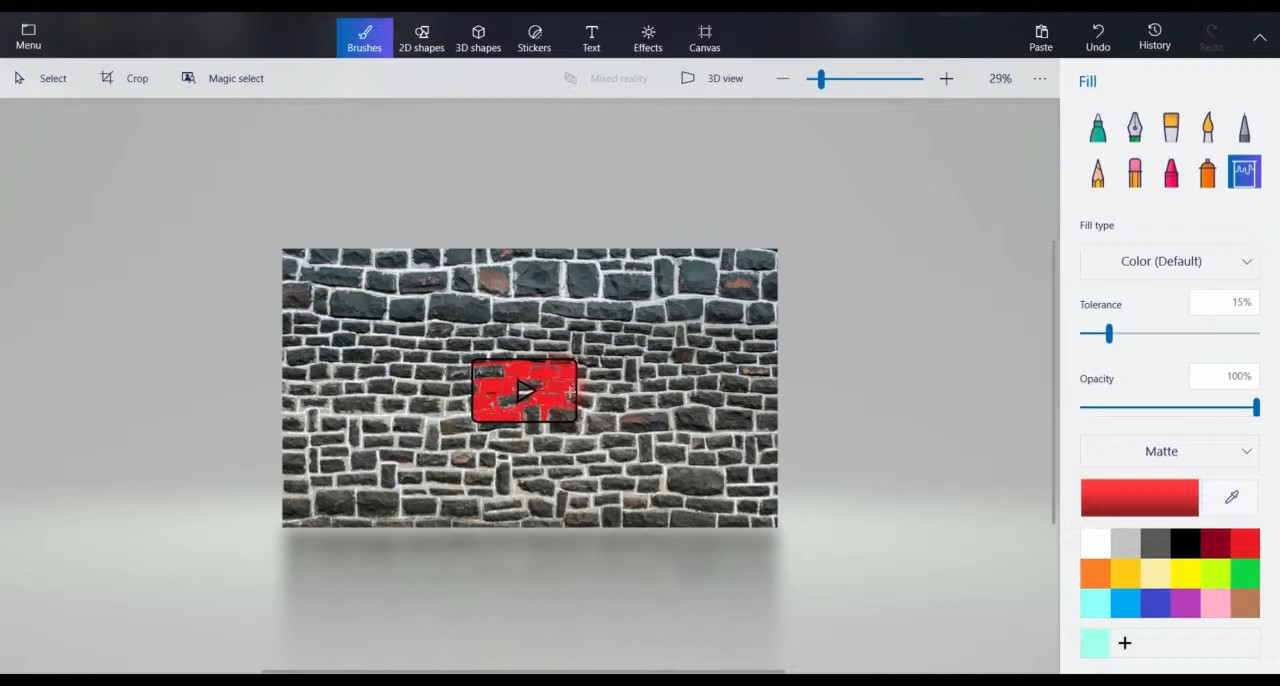 Menu
Brushes
2D shapes
3D shapes
Stickers
Text
Effects
Canvas
Paste
Undo
History
Redo
Select
Crop
Magic select
Mixed reality
3D view
29%
Fill
Fill type
Color (Default)
Tolerance
15%
Opacity
100%
Matte